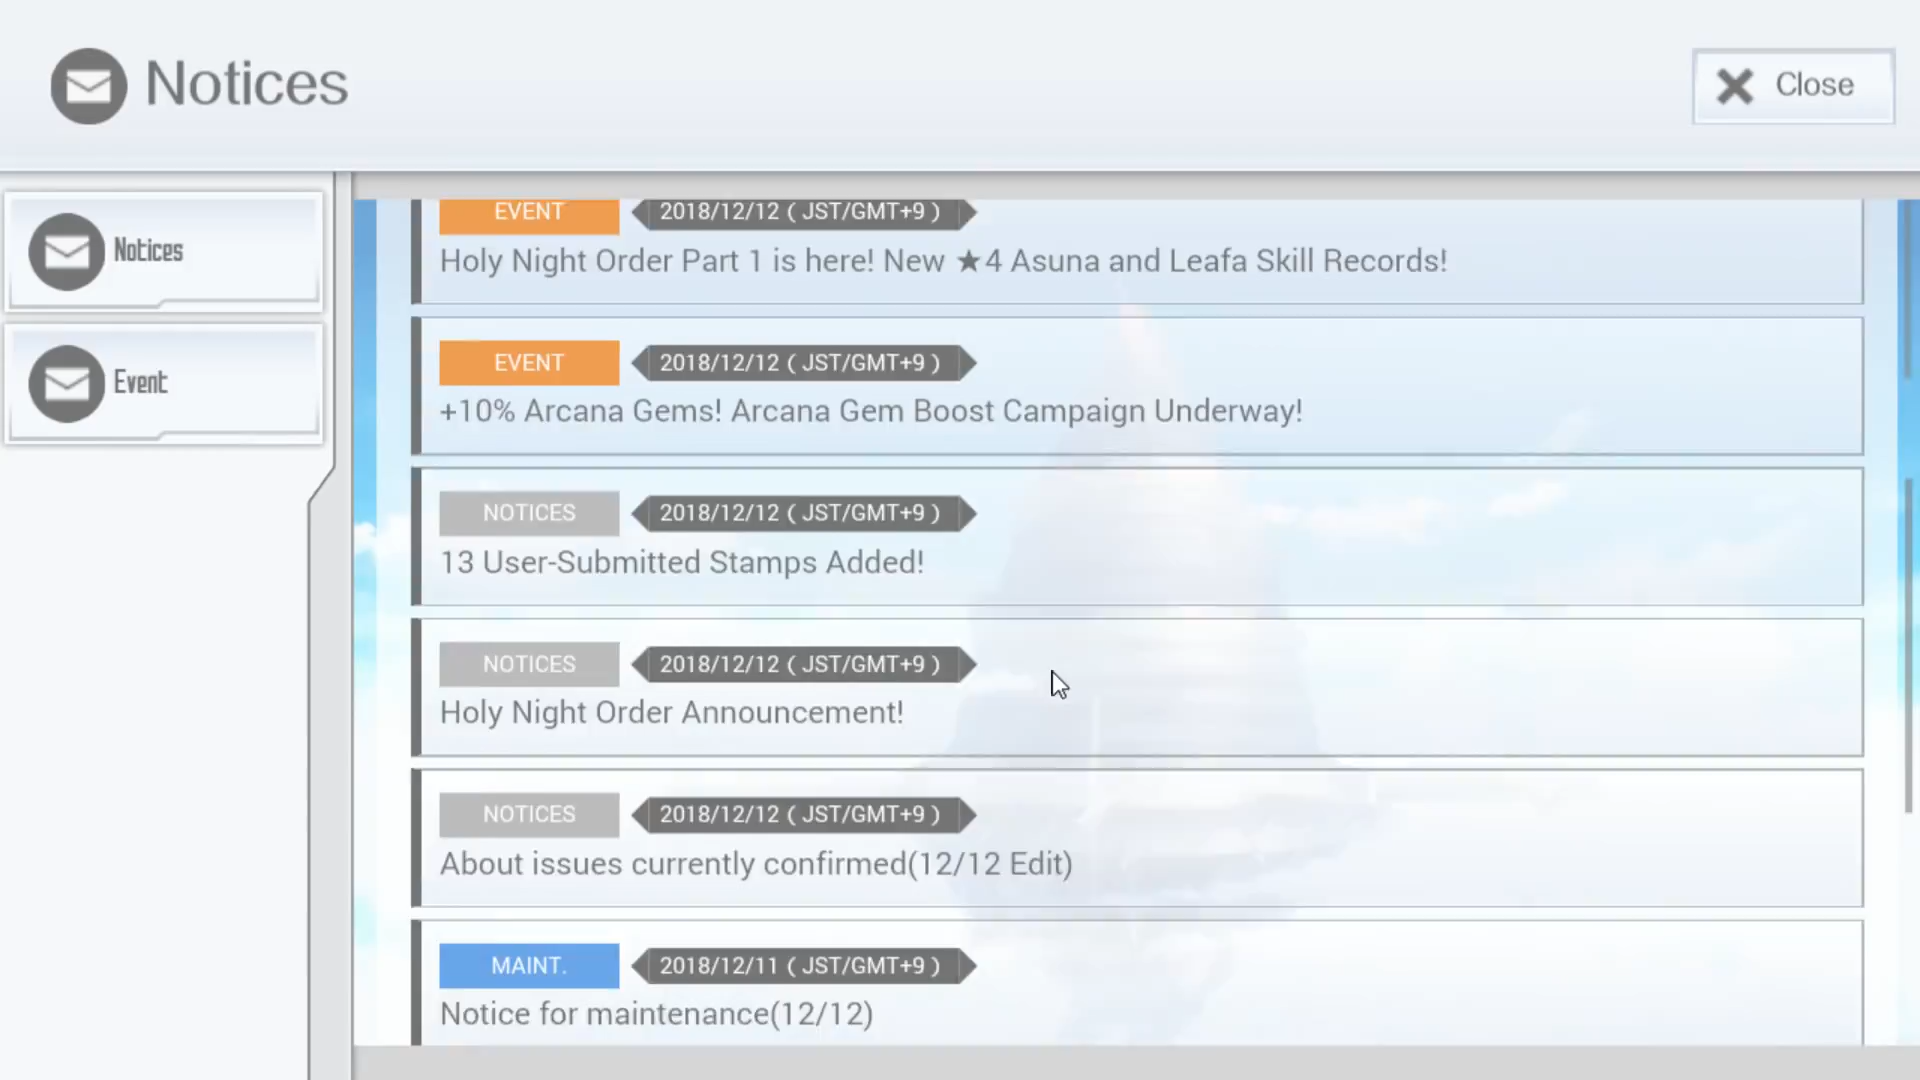 Notices
Close
Notices
Event
EVENT
2018/12/12 ( JST/GMT+9 )
Holy Night Order Part 1 is here! New ★4 Asuna and Leafa Skill Records!
EVENT
2018/12/12 ( JST/GMT+9 )
+10% Arcana Gems! Arcana Gem Boost Campaign Underway!
NOTICES
2018/12/12 ( JST/GMT+9 )
13 User-Submitted Stamps Added!
NOTICES
2018/12/12 ( JST/GMT+9 )
Holy Night Order Announcement!
NOTICES
2018/12/12 ( JST/GMT+9 )
About issues currently confirmed(12/12 Edit)
MAINT.
2018/12/11 ( JST/GMT+9 )
Notice for maintenance(12/12)